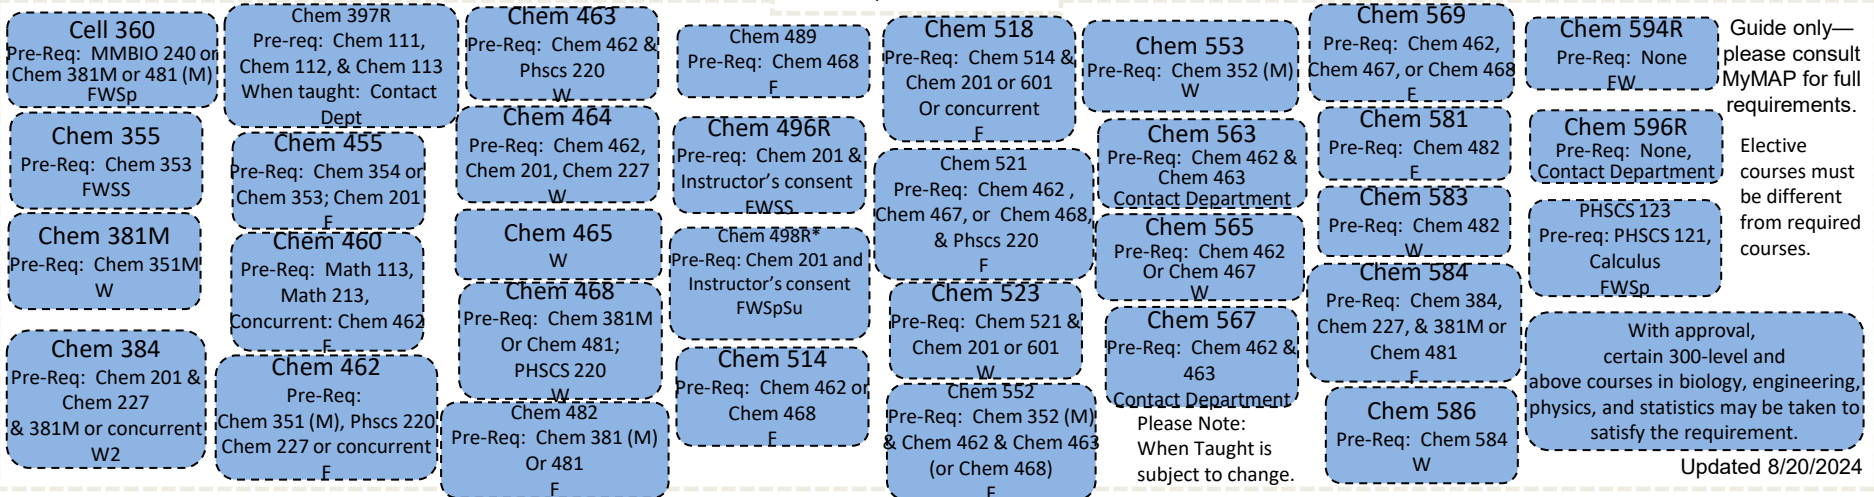 Cell 360
Pre-Req: MMBIO 240 or
Chem 381M or 481 (M)
FWSp
Chem 355
Pre-Req: Chem 353
FWSS
Chem 381M
Pre-Req: Chem 351M
W
Chem 384
Pre-Req: Chem 201 &
Chem 227
& 381M or concurrent
W2
Chem 397R
Pre-req: Chem 111,
Chem 112, & Chem 113
When taught: Contact
Dept
Chem 455
Pre-Req: Chem 354 or
Chem 353; Chem 201
F
Chem 460
Pre-Req: Math 113,
Math 213,
Concurrent: Chem 462
F
Chem 462
Pre-Req:
Chem 351 (M), Phscs 220
Chem 227 or concurrent
F
Chem 463
Pre-Req: Chem 462 &
Phscs 220
W
Chem 464
Pre-Req: Chem 462,
Chem 201, Chem 227
W
Chem 465
W
Chem 468
Pre-Req: Chem 381M
Or Chem 481;
PHSCS 220
W
Chem 482
Pre-Req: Chem 381 (M)
Or 481
F
Chem 489
Pre-Req: Chem 468
F
Chem 496R
Pre-req: Chem 201 &
Instructor's consent
FWSS
Chem 498R*
Pre-Req: Chem 201 and
Instructor's consent
FWSpSu
Chem 514
Pre-Req: Chem 462 or
Chem 468
F
Chem 518
Pre-Req: Chem 514 &
Chem 201 or 601
Or concurrent
F
Chem 521
Pre-Req: Chem 462 ,
Chem 467, or Chem 468,
& Phscs 220
F
Chem 523
Pre-Req: Chem 521 &
Chem 201 or 601
W
Chem 552
Pre-Req: Chem 352 (M)
& Chem 462 & Chem 463
(or Chem 468)
F
Chem 553
Pre-Req: Chem 352 (M)
W
Chem 563
Pre-Req: Chem 462 &
Chem 463
Contact Department
Chem 565
Pre-Req: Chem 462
Or Chem 467
W
Chem 567
Pre-Req: Chem 462 &
463
Contact Department
Please Note:
When Taught is
subject to change.
Chem 569
Pre-Req: Chem 462,
Chem 467, or Chem 468
F
Chem 581
Pre-Req: Chem 482
F
Chem 583
Pre-Req: Chem 482
W
Chem 584
Pre-Req: Chem 384,
Chem 227, & 381M or
Chem 481
F
Chem 586
Pre-Req: Chem 584
W
Chem 594R
Pre-Req: None
FW
Chem 596R
Pre-Req: None,
Contact Department
PHSCS 123
Pre-req: PHSCS 121,
Calculus
FWSp
Guide only—
please consult
MyMAP for full
requirements.
Elective
courses must
be different
from required
courses.
With approval,
certain 300-level and
above courses in biology, engineering,
physics, and statistics may be taken to
satisfy the requirement.
Updated 8/20/2024